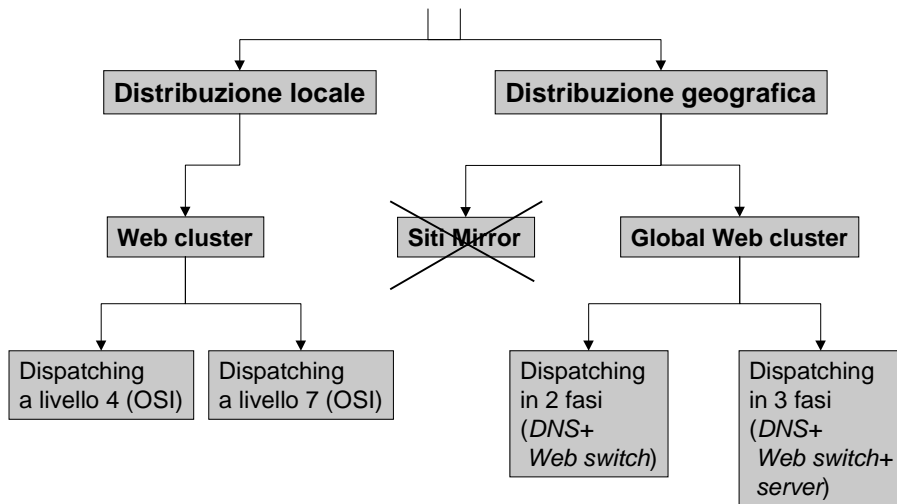 Distribuzione locale
Distribuzione geografica
Web cluster
Siti Mirror
Global Web cluster
Dispatching
a livello 4 (OSI)
Dispatching
a livello 7 (OSI)
Dispatching
in 2 fasi
(DNS+
Web switch)
Dispatching
in 3 fasi
(DNS+
Web switch+
server)